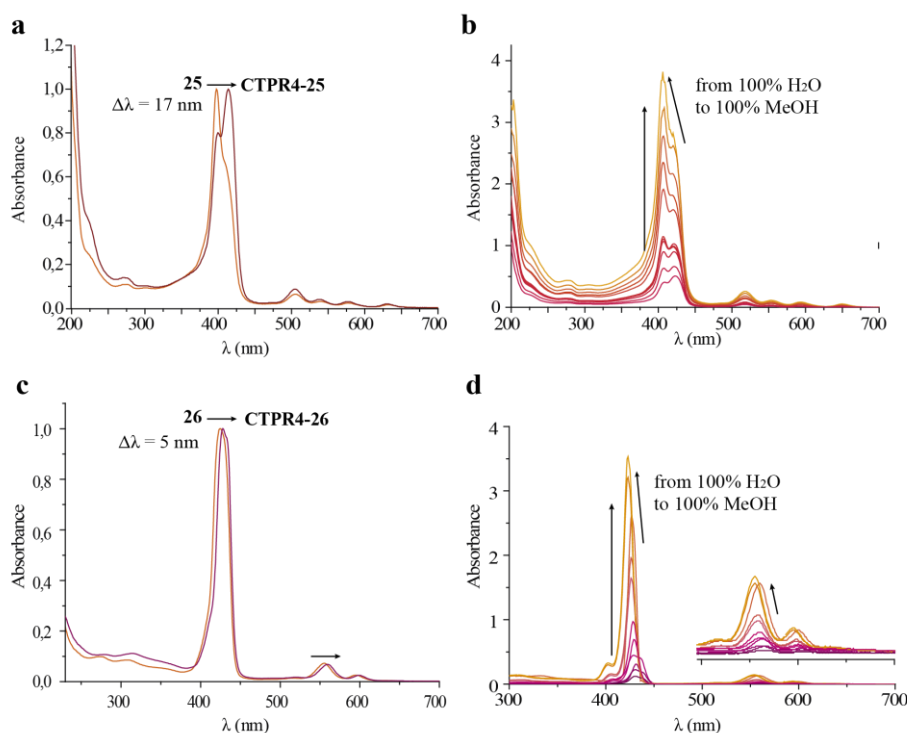 a
25 → CTPR4-25
Δλ = 17 nm
Absorbance
1,2
1,0
0,8
0,6
0,4
0,2
0,0
200 300 400 500 600 700
λ (nm)
b
from 100% H₂O
to 100% MeOH
Absorbance
4
3
2
1
0
200 300 400 500 600 700
λ (nm)
c
26 → CTPR4-26
Δλ = 5 nm
Absorbance
1,0
0,8
0,6
0,4
0,2
0,0
300 400 500 600 700
λ (nm)
d
from 100% H₂O
to 100% MeOH
Absorbance
4
3
2
1
0
300 400 500 600 700
λ (nm)